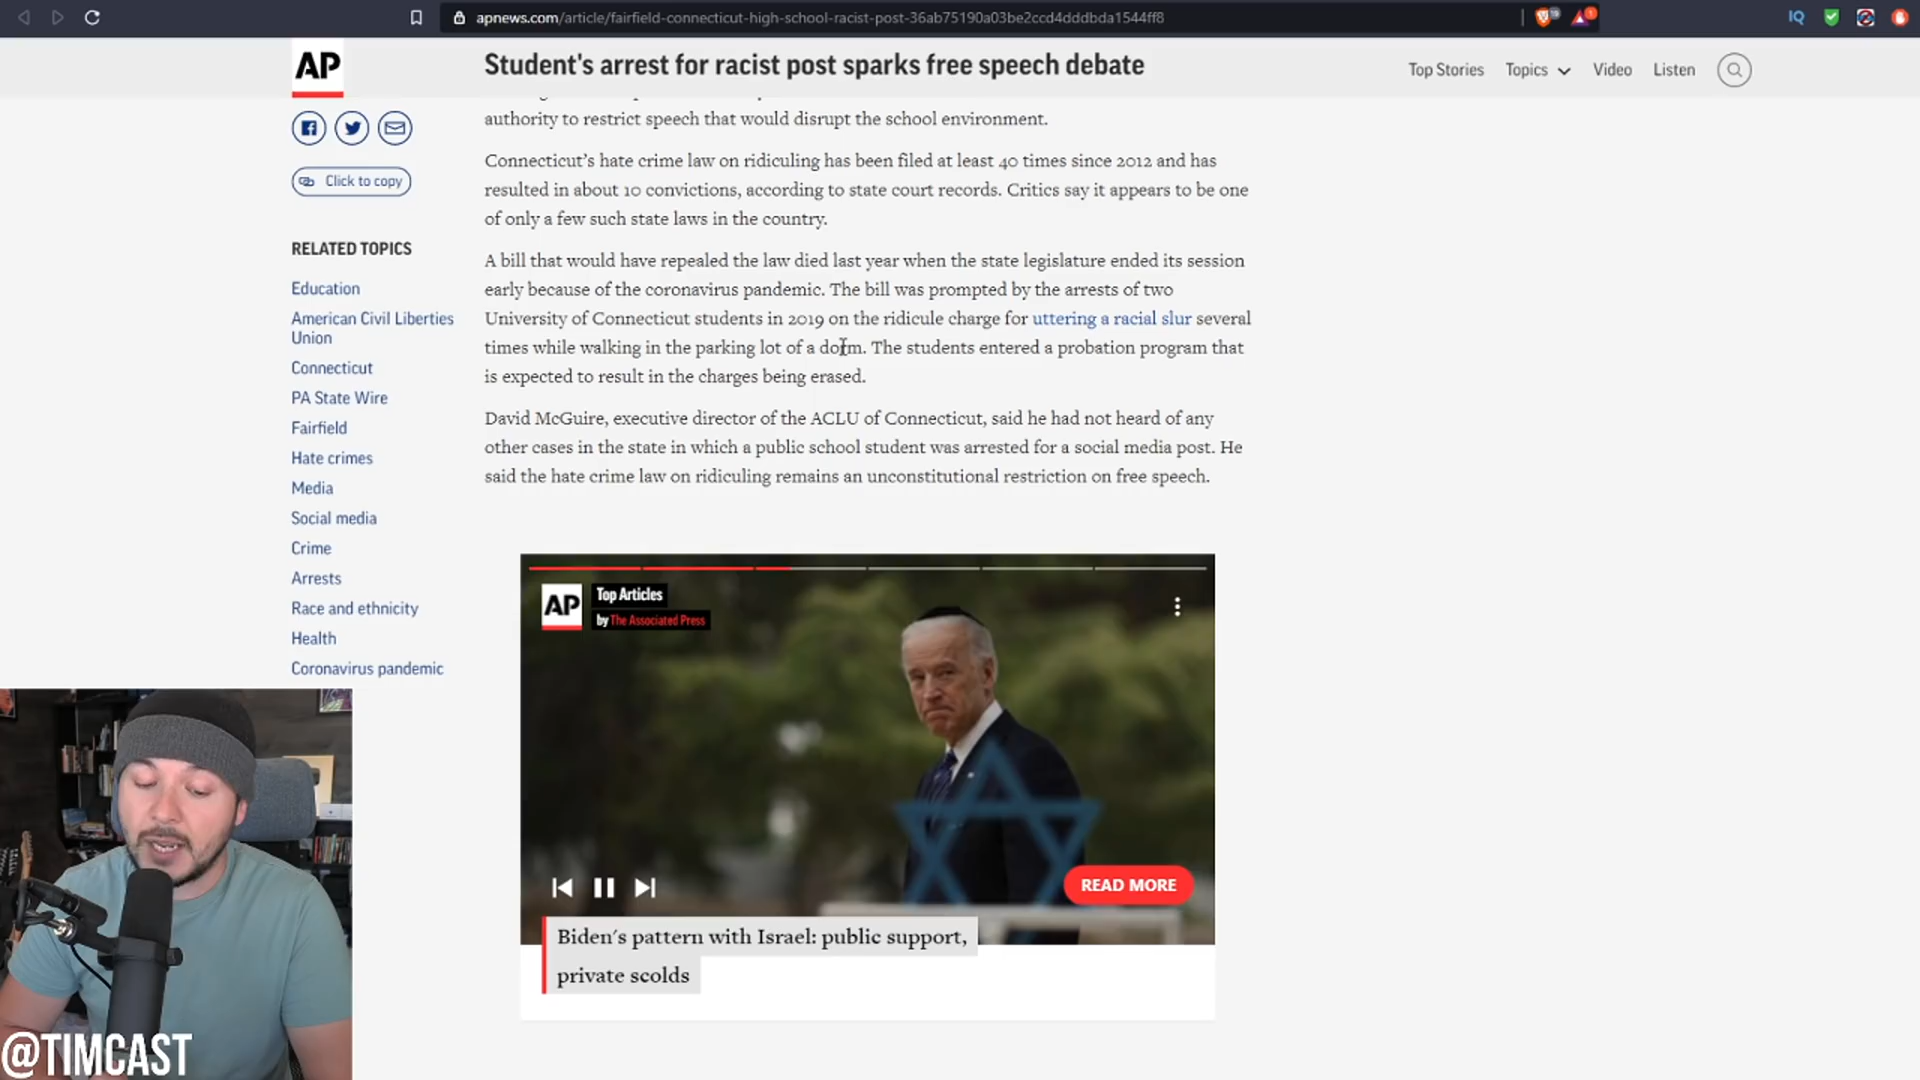 apnews.com/article/fairfield-connecticut-high-school-racist-post-36ab75190a03be2ccd4dddbda1544ff8
IQ
AP
Student's arrest for racist post sparks free speech debate
Top Stories
Topics
Video
Listen
authority to restrict speech that would disrupt the school environment.
Click to copy
Connecticut's hate crime law on ridiculing has been filed at least 40 times since 2012 and has
resulted in about 10 convictions, according to state court records. Critics say it appears to be one
of only a few such state laws in the country.
RELATED TOPICS
Education
American Civil Liberties
Union
Connecticut
PA State Wire
Fairfield
Hate crimes
Media
Social media
Crime
Arrests
Race and ethnicity
Health
Coronavirus pandemic
A bill that would have repealed the law died last year when the state legislature ended its session
early because of the coronavirus pandemic. The bill was prompted by the arrests of two
University of Connecticut students in 2019 on the ridicule charge for uttering a racial slur several
times while walking in the parking lot of a dorm. The students entered a probation program that
is expected to result in the charges being erased.
David McGuire, executive director of the ACLU of Connecticut, said he had not heard of any
other cases in the state in which a public school student was arrested for a social media post. He
said the hate crime law on ridiculing remains an unconstitutional restriction on free speech.
AP
Top Articles
by The Associated Press
READ MORE
Biden's pattern with Israel: public support,
private scolds
@TIMCAST